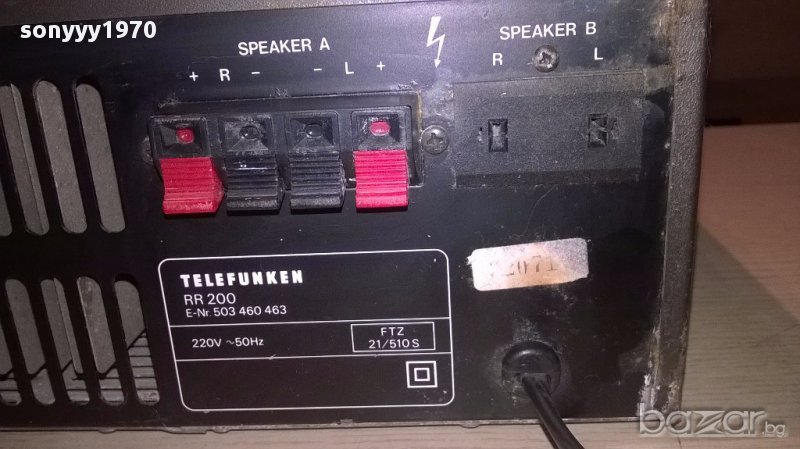 sonyyy1970
SPEAKER A
SPEAKER B
+ R − − L +
R L
TELEFUNKEN
RR 200
E-Nr. 503 460 463
220V ~50Hz
FTZ
21/510 S
bazar.bg